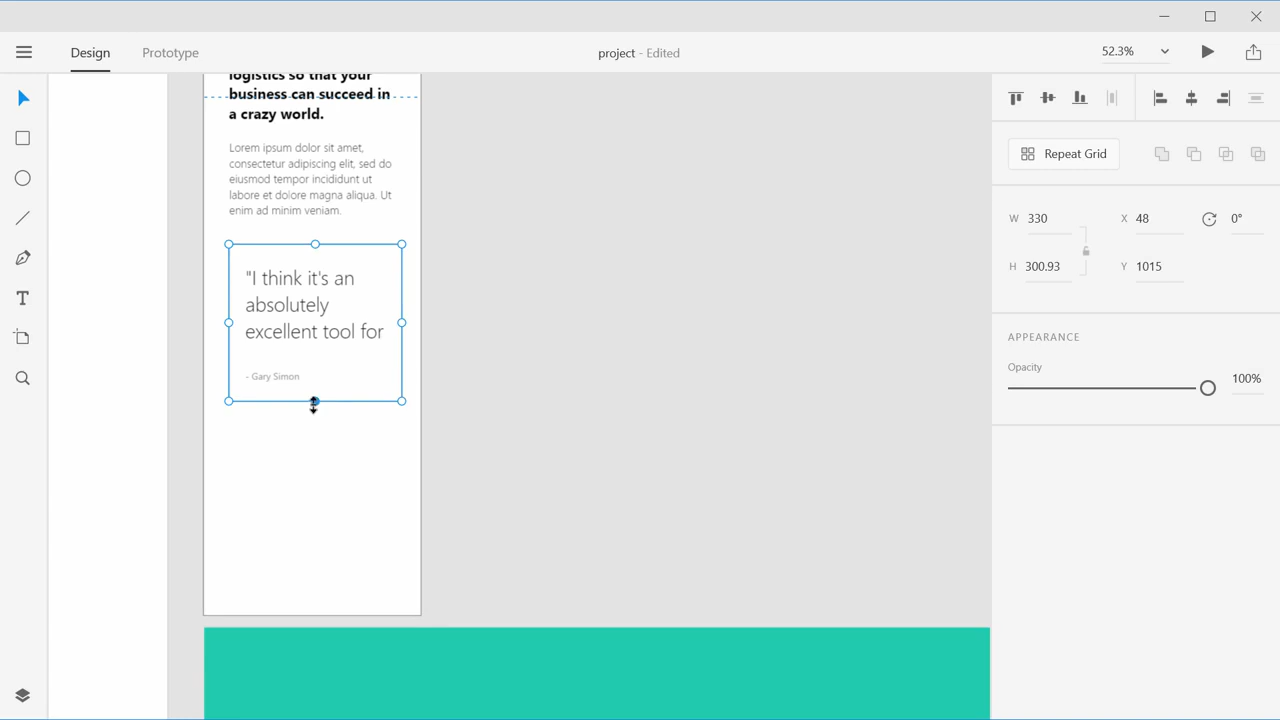 Design
Prototype
project - Edited
52.3%
logistics so that your
business can succeed in
a crazy world.
Lorem ipsum dolor sit amet,
consectetur adipiscing elit, sed do
eiusmod tempor incididunt ut
labore et dolore magna aliqua. Ut
enim ad minim veniam.
"I think it's an
absolutely
excellent tool for
- Gary Simon
Repeat Grid
W 330
X 48
0°
H 300.93
Y 1015
APPEARANCE
Opacity
100%